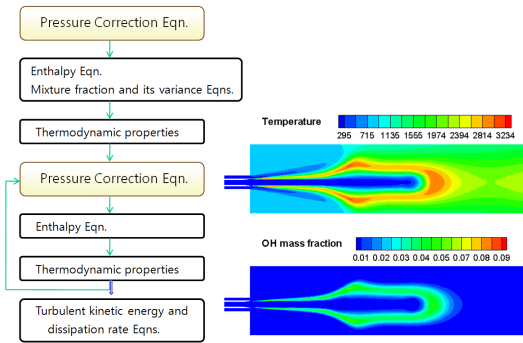 Pressure Correction Eqn.
Enthalpy Eqn.
Mixture fraction and its variance Eqns.
Thermodynamic properties
Pressure Correction Eqn.
Enthalpy Eqn.
Thermodynamic properties
Turbulent kinetic energy and
dissipation rate Eqns.
Temperature
295 715 1135 1555 1974 2394 2814 3234
OH mass fraction
0.01 0.02 0.03 0.04 0.05 0.07 0.08 0.09